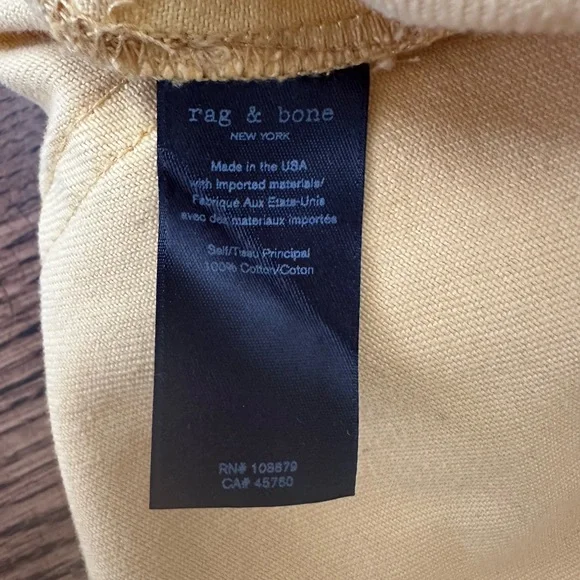 rag & bone
NEW YORK
Made in the USA
with imported materials/
Fabriqué Aux Etats-Unis
avec des materiaux importés
Self/Tissu Principal
100% Cotton/Coton
RN# 108879
CA# 45760